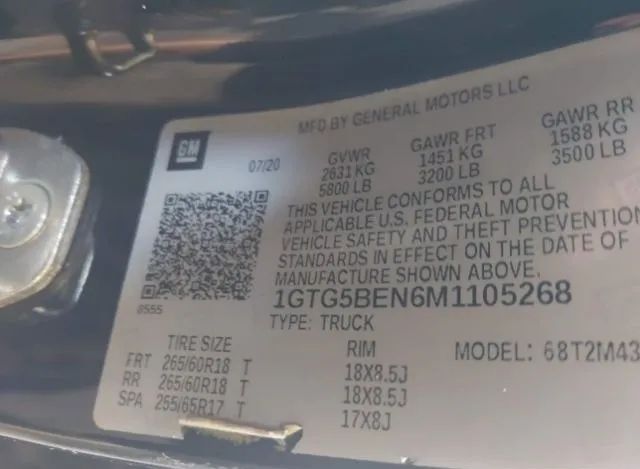 MFD BY GENERAL MOTORS LLC
GM
07/20
GVWR GAWR FRT GAWR RR
2631 KG 1451 KG 1588 KG
5800 LB 3200 LB 3500 LB
THIS VEHICLE CONFORMS TO ALL
APPLICABLE U.S. FEDERAL MOTOR
VEHICLE SAFETY AND THEFT PREVENTION
STANDARDS IN EFFECT ON THE DATE OF
MANUFACTURE SHOWN ABOVE.
8555
1GTG5BEN6M1105268
TYPE: TRUCK
MODEL: 68T2M43
TIRE SIZE RIM
FRT 265/60R18 T 18X8.5J
RR 265/60R18 T 18X8.5J
SPA 255/65R17 T 17X8J